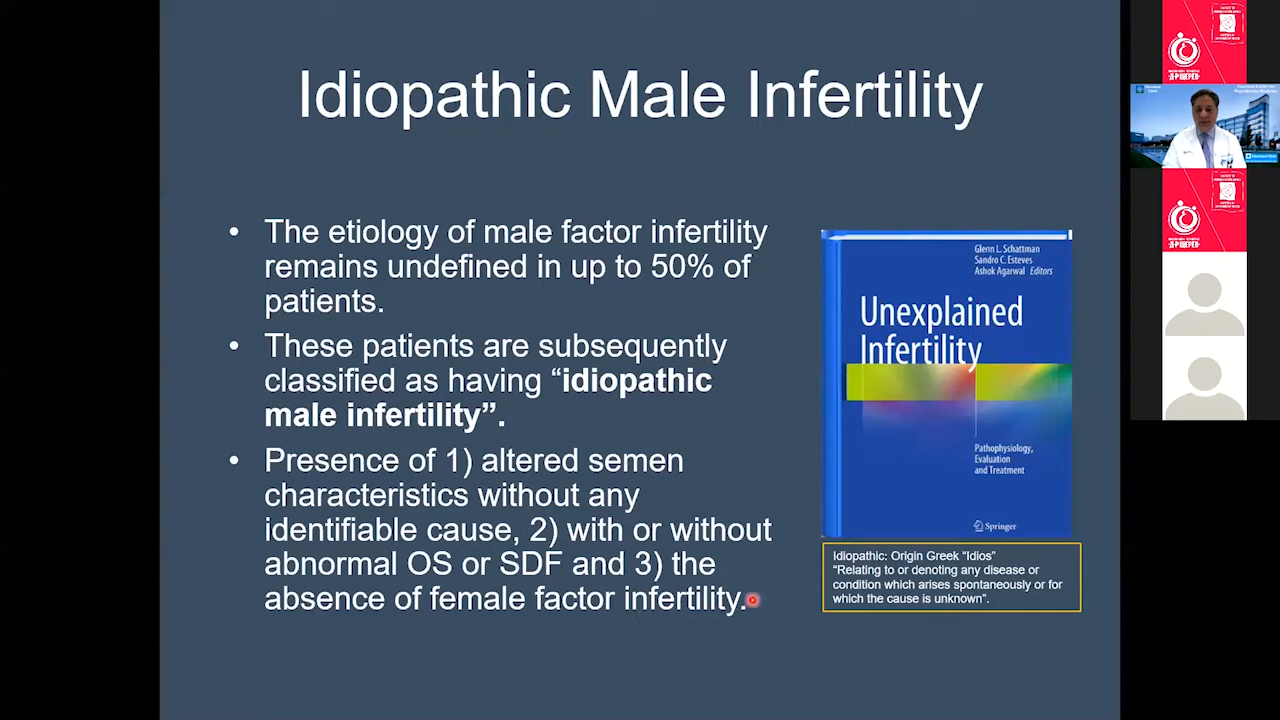 Idiopathic Male Infertility
• The etiology of male factor infertility
remains undefined in up to 50% of
patients.
• These patients are subsequently
classified as having “idiopathic
male infertility”.
• Presence of 1) altered semen
characteristics without any
identifiable cause, 2) with or without
abnormal OS or SDF and 3) the
absence of female factor infertility.
Glenn L. Schattman
Sandro C. Esteves
Ashok Agarwal Editors
Unexplained
Infertility
Pathophysiology,
Evaluation
and Treatment
Springer
Idiopathic: Origin Greek “Idios”
“Relating to or denoting any disease or
condition which arises spontaneously or for
which the cause is unknown”.
Д-Р ЩЕРЕВ
Cleveland Clinic
Д-Р ЩЕРЕВ